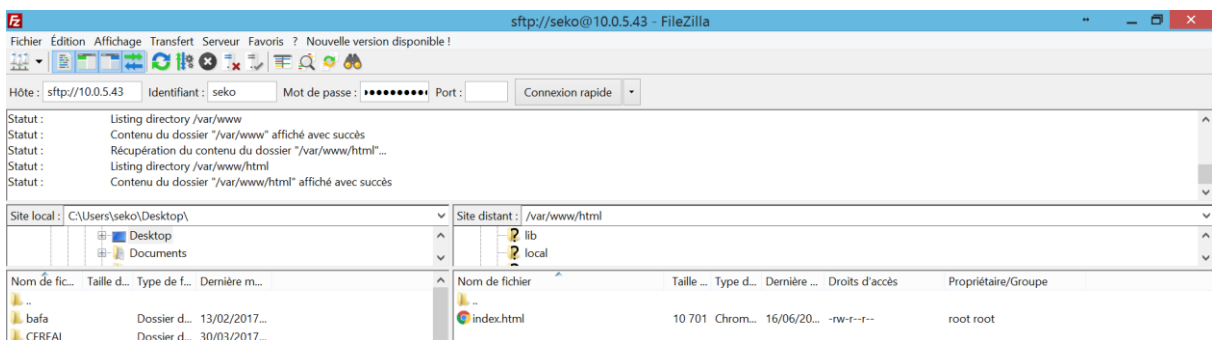 sftp://seko@10.0.5.43 - FileZilla
Fichier Édition Affichage Transfert Serveur Favoris ? Nouvelle version disponible !
Hôte : sftp://10.0.5.43 Identifiant : seko Mot de passe : ●●●●●●●●●● Port : Connexion rapide
Statut : Listing directory /var/www
Statut : Contenu du dossier "/var/www" affiché avec succès
Statut : Récupération du contenu du dossier "/var/www/html"...
Statut : Listing directory /var/www/html
Statut : Contenu du dossier "/var/www/html" affiché avec succès
Site local : C:\Users\seko\Desktop\ Site distant : /var/www/html
Desktop lib
Documents local
Nom de fic... Taille d... Type de f... Dernière m... Nom de fichier Taille ... Type d... Dernière ... Droits d'accès Propriétaire/Groupe
.. ..
bafa Dossier d... 13/02/2017... index.html 10 701 Chrom... 16/06/20... -rw-r--r-- root root
CEREAL Dossier d... 30/03/2017...